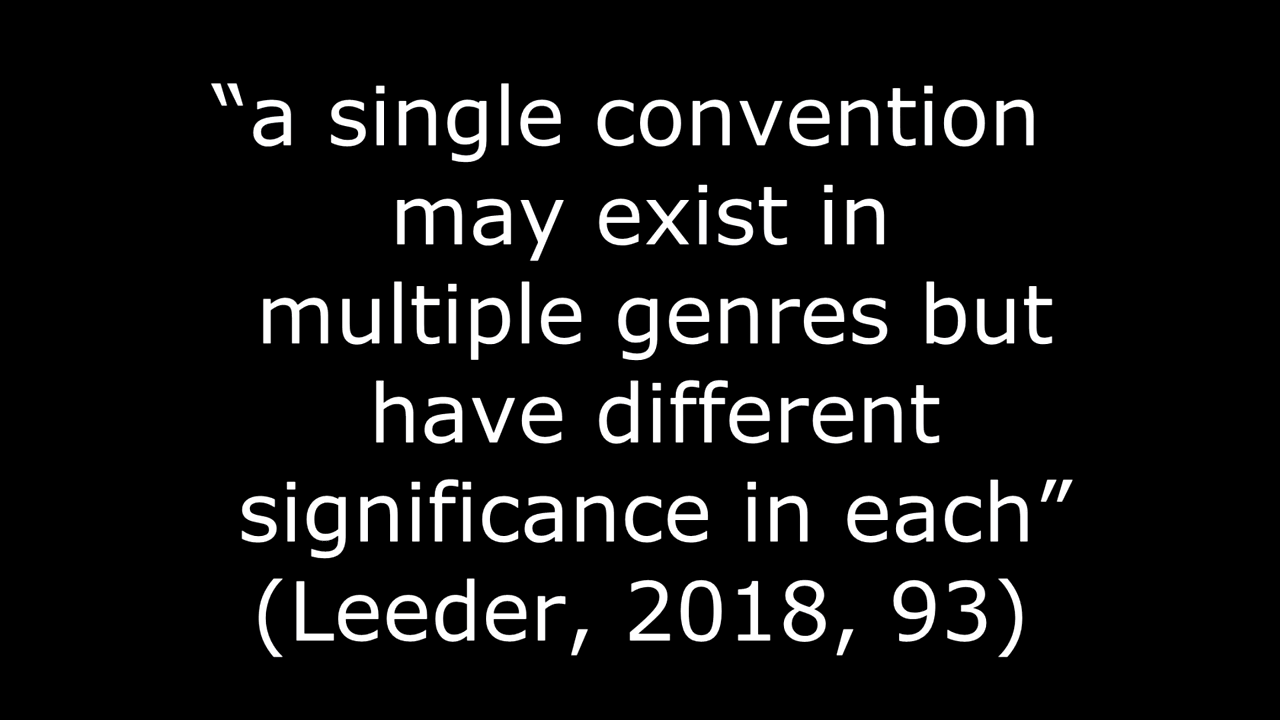 “a single convention
may exist in
multiple genres but
have different
significance in each”
(Leeder, 2018, 93)